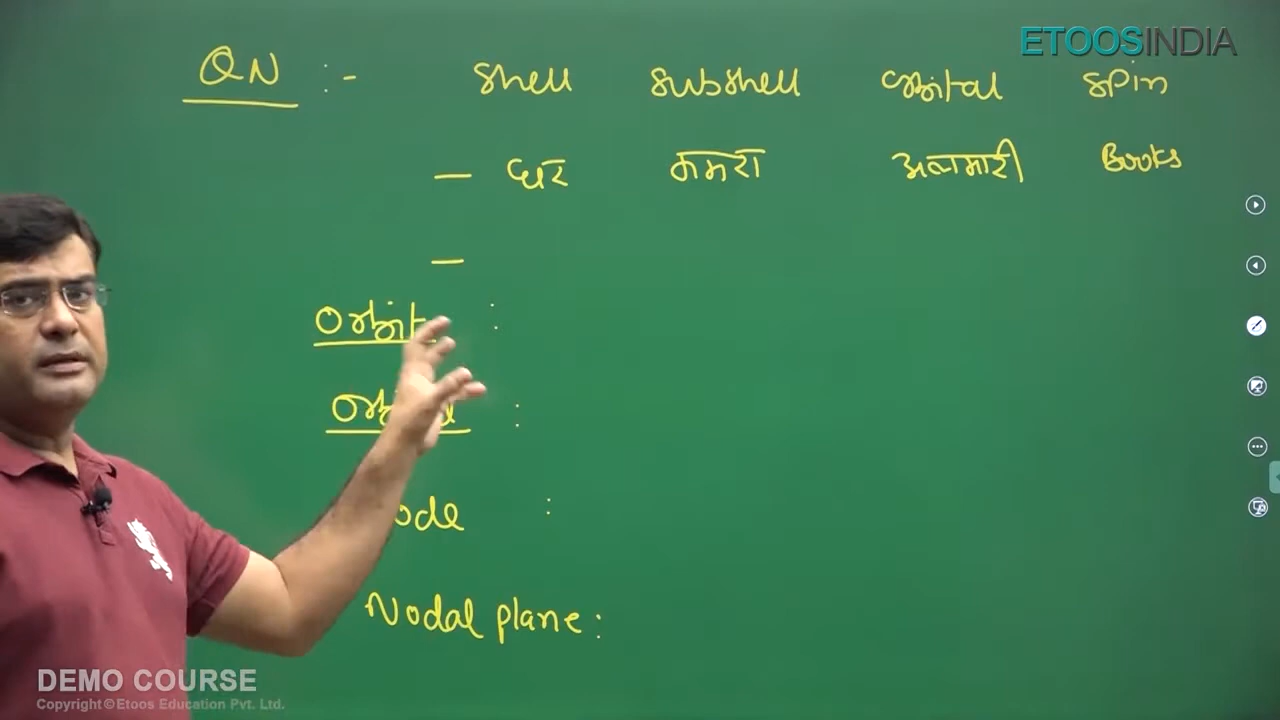 ETOOSINDIA
QN :- Shell Subshell Orbital Spin
— घर कमरा अलमारी Books
—
Orbit :
Orbital :
ode :
Nodal plane :
DEMO COURSE
Copyright © Etoos Education Pvt. Ltd.